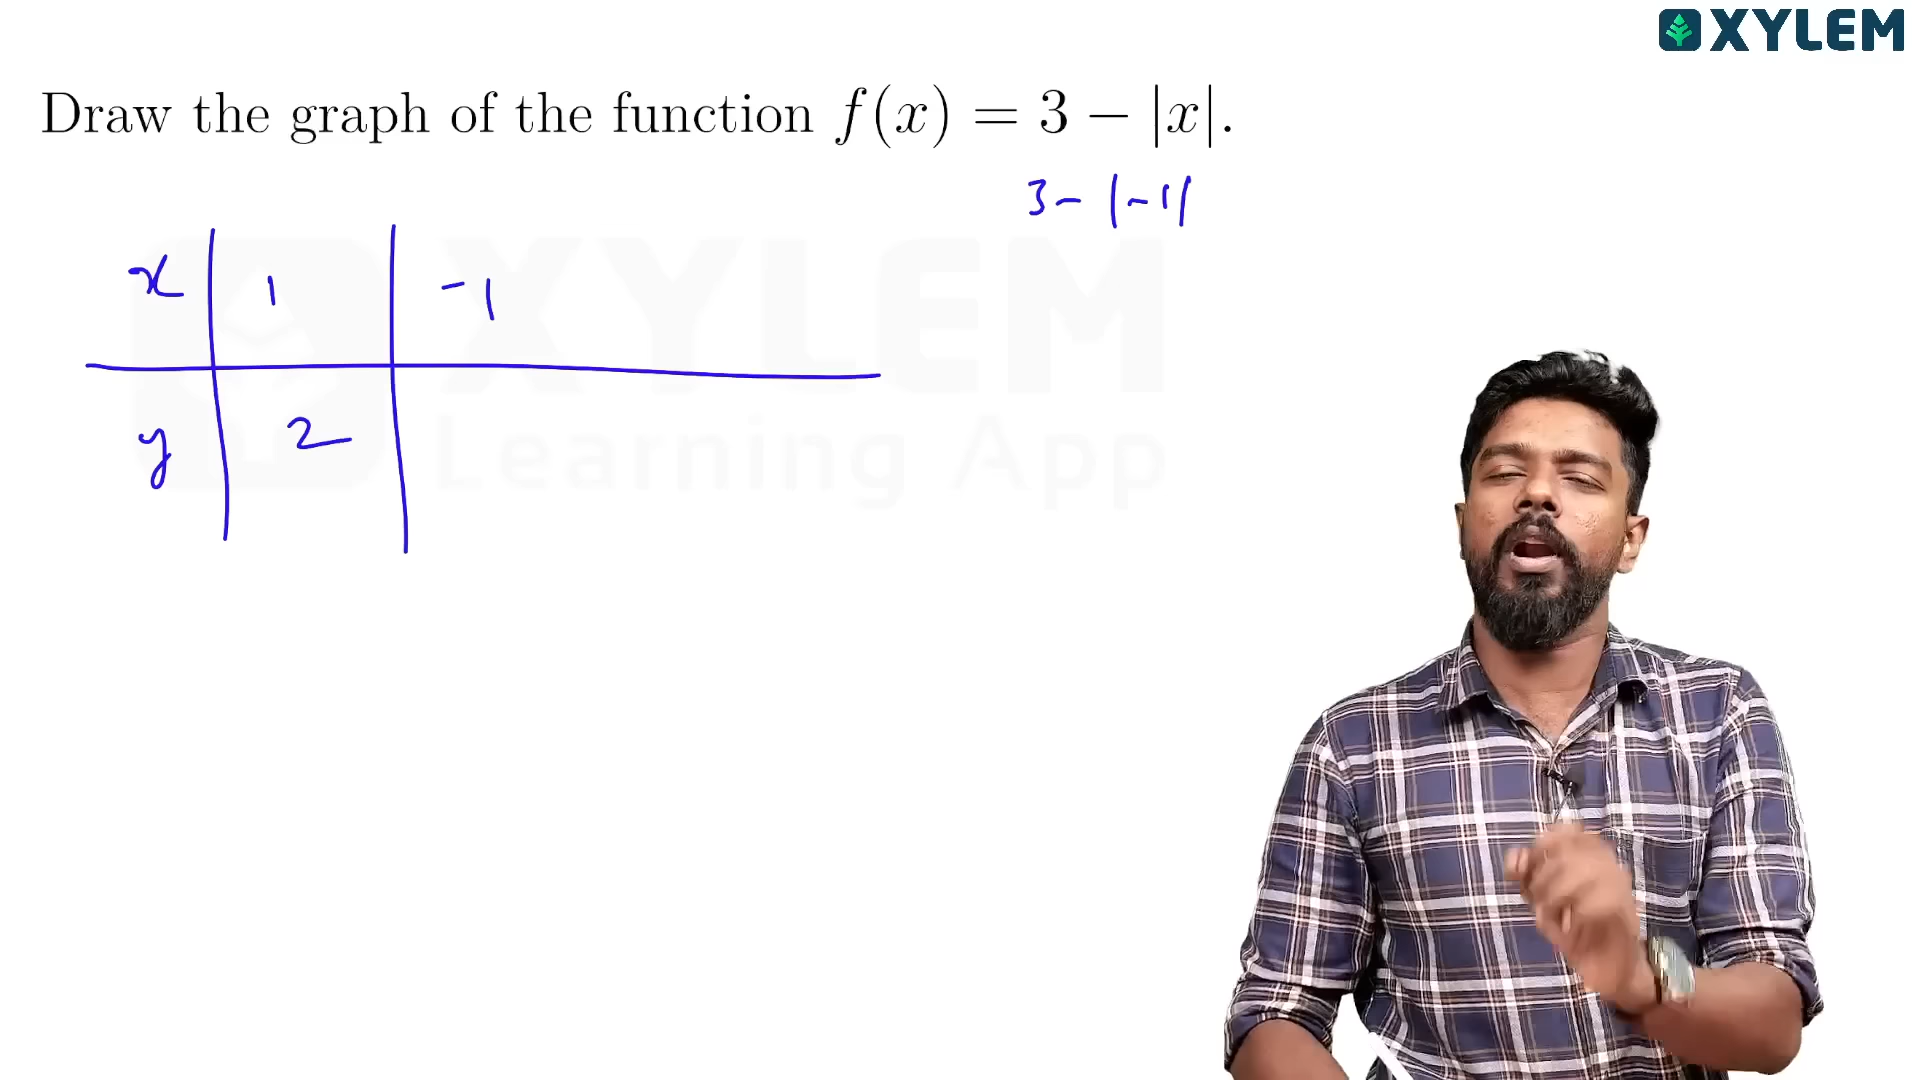 XYLEM
Draw the graph of the function f(x) = 3 − |x|.
3 - |-1|
x 1 -1
y 2
XYLEM
Learning App